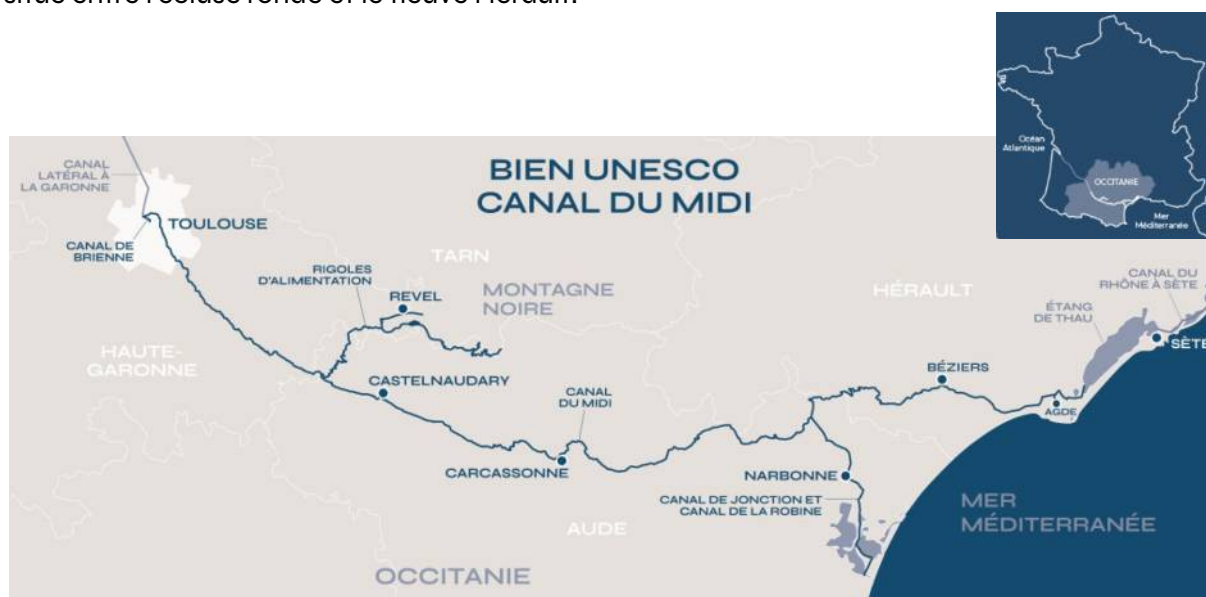 Océan
Atlantique
OCCITANIE
Mer
Méditerranée
BIEN UNESCO
CANAL DU MIDI
CANAL
LATÉRAL À
LA GARONNE
TOULOUSE
CANAL DE
BRIENNE
TARN
RIGOLES
D'ALIMENTATION
REVEL
MONTAGNE
NOIRE
HÉRAULT
CANAL DU
RHÔNE À SÈTE
ÉTANG
DE THAU
SÈTE
HAUTE-
GARONNE
CASTELNAUDARY
CANAL
DU MIDI
BÉZIERS
AGDE
CARCASSONNE
NARBONNE
CANAL DE JONCTION ET
CANAL DE LA ROBINE
AUDE
MER
MÉDITERRANÉE
OCCITANIE